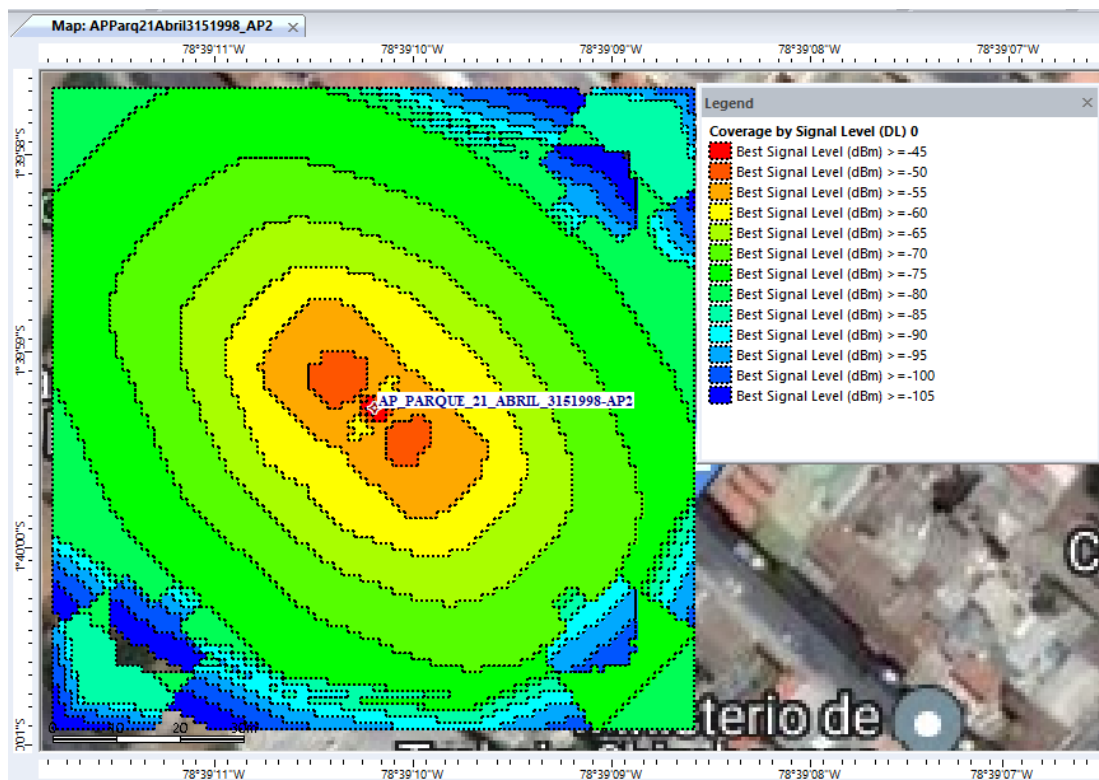 Map: APParq21Abril3151998_AP2
78°39'11"W 78°39'10"W 78°39'09"W 78°39'08"W 78°39'07"W
Legend
Coverage by Signal Level (DL) 0
Best Signal Level (dBm) >=-45
Best Signal Level (dBm) >=-50
Best Signal Level (dBm) >=-55
Best Signal Level (dBm) >=-60
Best Signal Level (dBm) >=-65
Best Signal Level (dBm) >=-70
Best Signal Level (dBm) >=-75
Best Signal Level (dBm) >=-80
Best Signal Level (dBm) >=-85
Best Signal Level (dBm) >=-90
Best Signal Level (dBm) >=-95
Best Signal Level (dBm) >=-100
Best Signal Level (dBm) >=-105
1°39'58"S
1°39'59"S
1°40'00"S
0'01"S
AP_PARQUE_21_ABRIL_3151998-AP2
C
terio de
0 10 20 30m
78°39'11"W 78°39'10"W 78°39'09"W 78°39'08"W 78°39'07"W